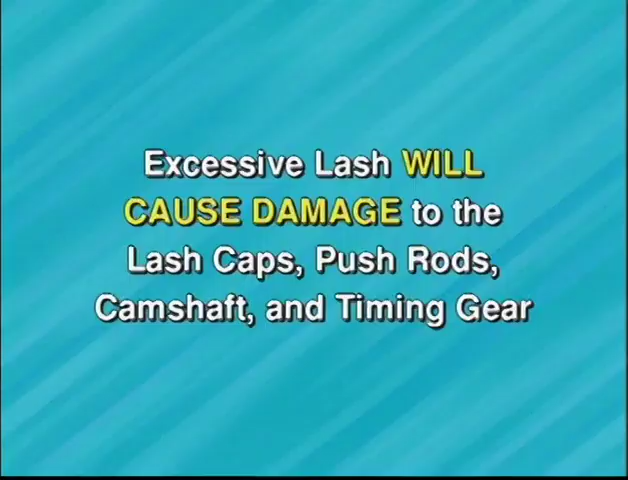 Excessive Lash WILL
CAUSE DAMAGE to the
Lash Caps, Push Rods,
Camshaft, and Timing Gear